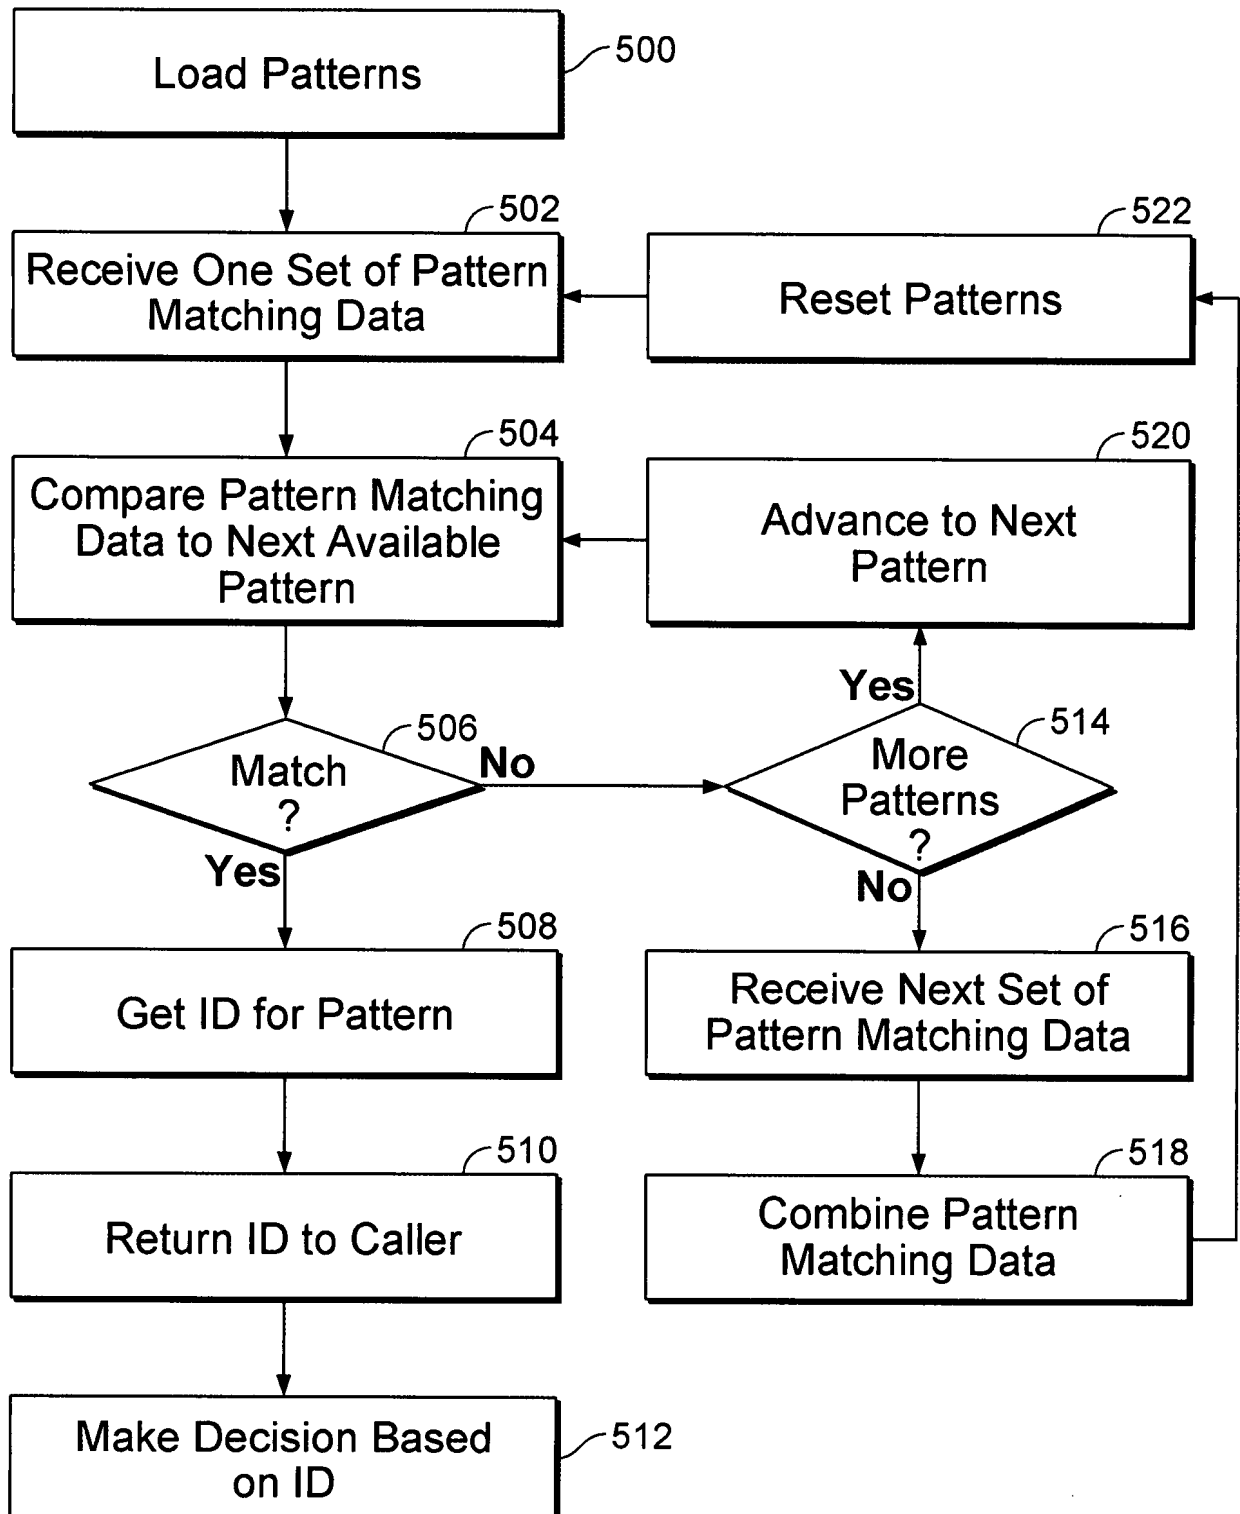 Load Patterns
500
502
Receive One Set of Pattern
Matching Data
522
Reset Patterns
504
Compare Pattern Matching
Data to Next Available
Pattern
520
Advance to Next
Pattern
506
Match
?
No
Yes
514
More
Patterns
?
Yes
No
508
Get ID for Pattern
516
Receive Next Set of
Pattern Matching Data
510
Return ID to Caller
518
Combine Pattern
Matching Data
Make Decision Based
on ID
512